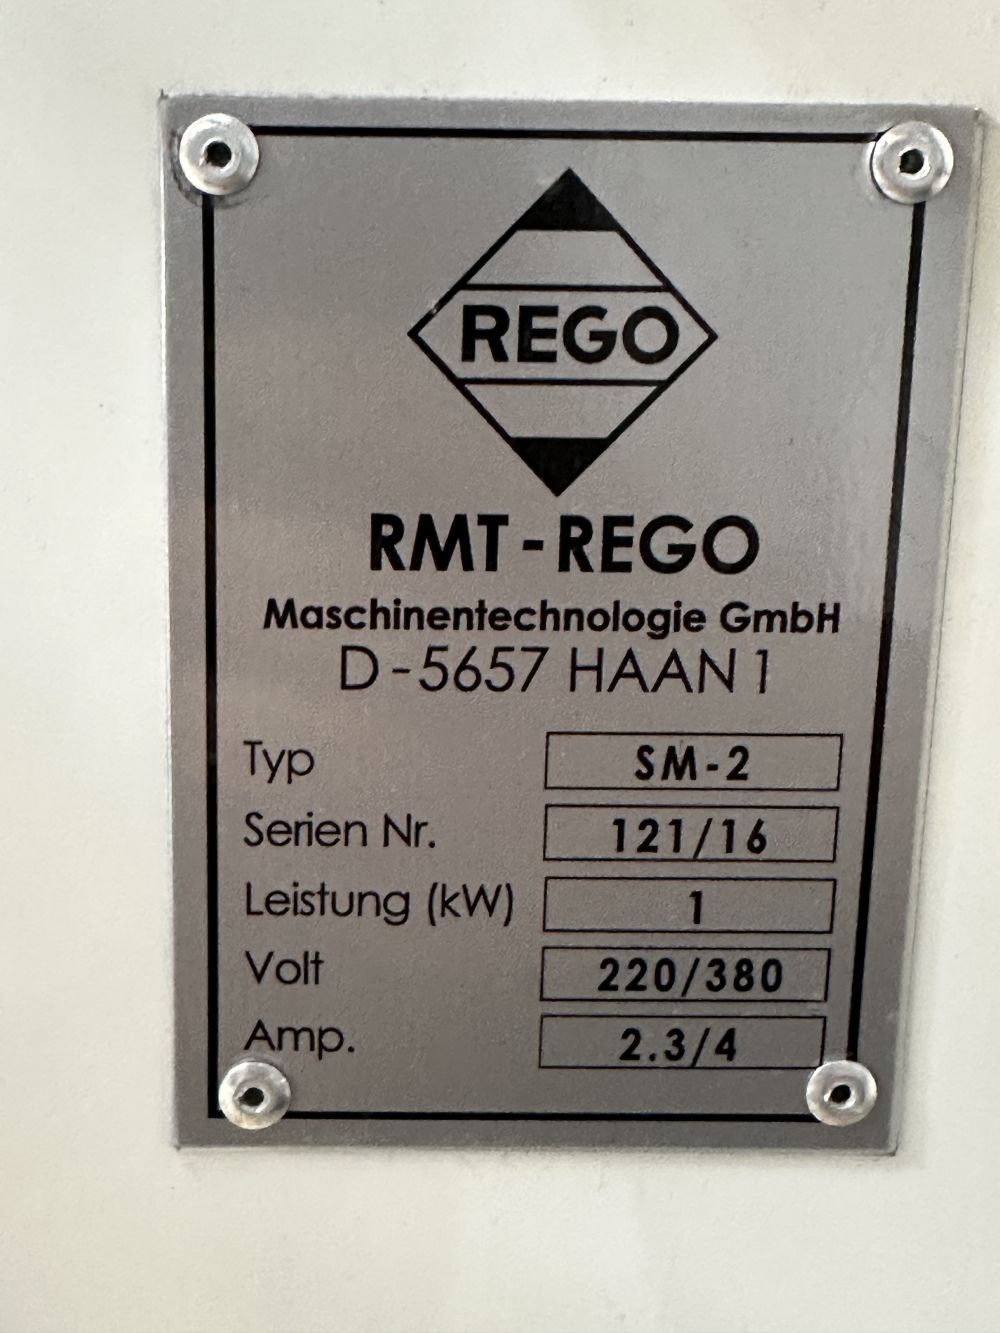 REGO
RMT-REGO
Maschinentechnologie GmbH
D-5657 HAAN 1
Typ SM-2
Serien Nr. 121/16
Leistung (kW) 1
Volt 220/380
Amp. 2.3/4